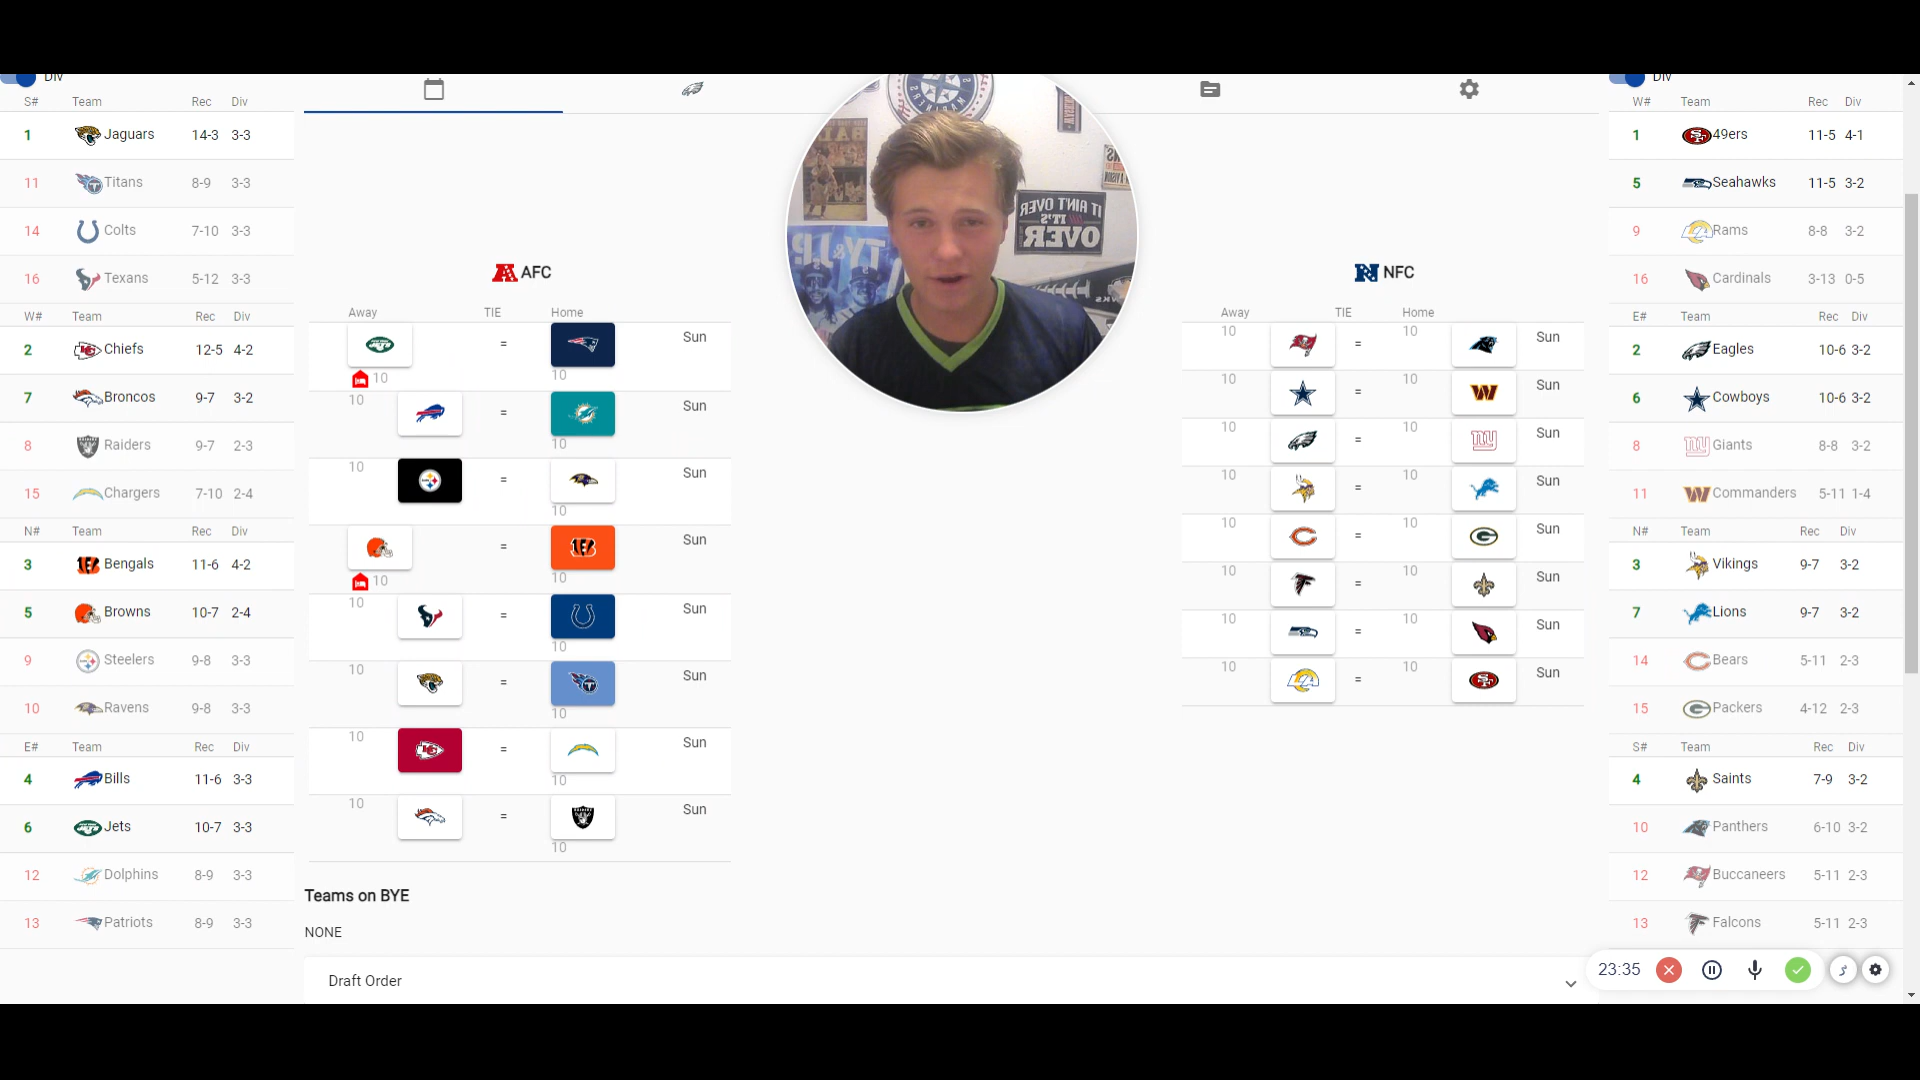 Div
S# Team Rec Div
1 Jaguars 14-3 3-3
11 Titans 8-9 3-3
14 Colts 7-10 3-3
16 Texans 5-12 3-3
W# Team Rec Div
2 Chiefs 12-5 4-2
7 Broncos 9-7 3-2
8 Raiders 9-7 2-3
15 Chargers 7-10 2-4
N# Team Rec Div
3 Bengals 11-6 4-2
5 Browns 10-7 2-4
9 Steelers 9-8 3-3
10 Ravens 9-8 3-3
E# Team Rec Div
4 Bills 11-6 3-3
6 Jets 10-7 3-3
12 Dolphins 8-9 3-3
13 Patriots 8-9 3-3
AFC
Away TIE Home
= Sun
10 10
10 = Sun
10
10 = Sun
10
= Sun
10 10
10 = Sun
10
10 = Sun
10
10 = Sun
10
10 = Sun
10
Teams on BYE
NONE
Draft Order
IT AIN'T OVER
IT'S
OVER
TY & J.P.
NFC
Away TIE Home
10 = 10 Sun
10 = 10 Sun
10 = 10 Sun
10 = 10 Sun
10 = 10 Sun
10 = 10 Sun
10 = 10 Sun
10 = 10 Sun
Div
W# Team Rec Div
1 49ers 11-5 4-1
5 Seahawks 11-5 3-2
9 Rams 8-8 3-2
16 Cardinals 3-13 0-5
E# Team Rec Div
2 Eagles 10-6 3-2
6 Cowboys 10-6 3-2
8 Giants 8-8 3-2
11 Commanders 5-11 1-4
N# Team Rec Div
3 Vikings 9-7 3-2
7 Lions 9-7 3-2
14 Bears 5-11 2-3
15 Packers 4-12 2-3
S# Team Rec Div
4 Saints 7-9 3-2
10 Panthers 6-10 3-2
12 Buccaneers 5-11 2-3
13 Falcons 5-11 2-3
23:35